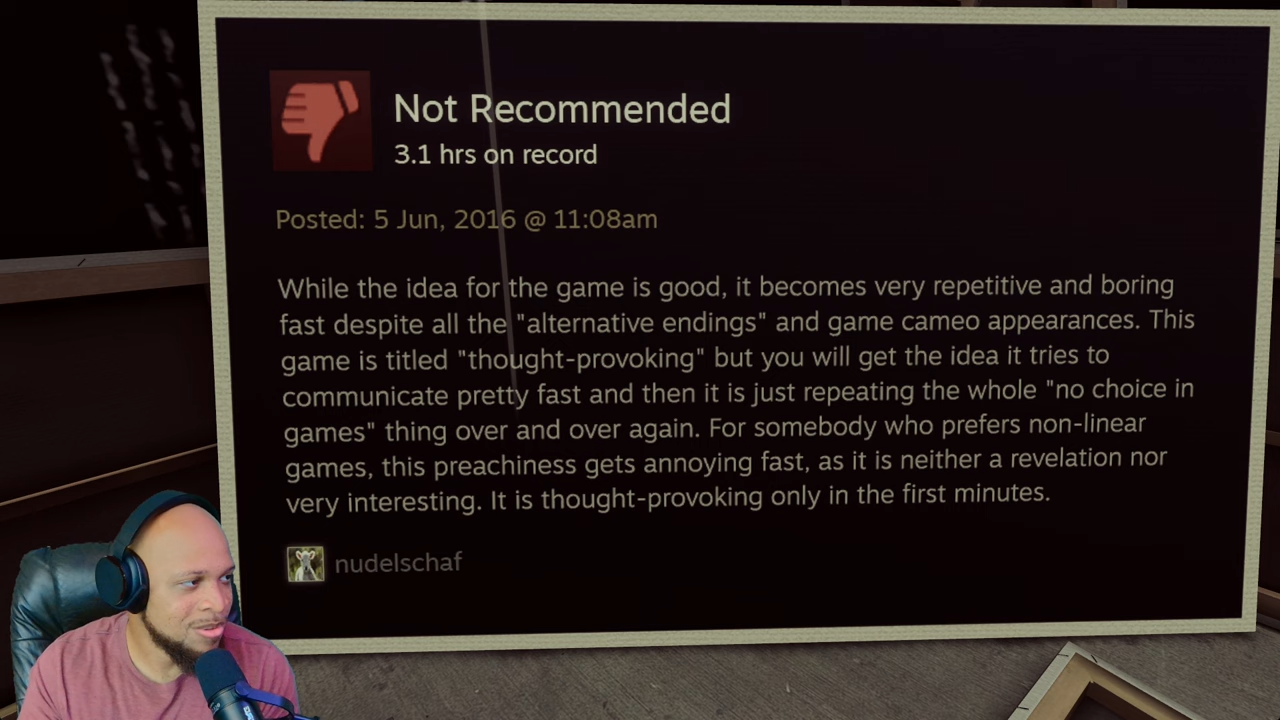 Not Recommended
3.1 hrs on record
Posted: 5 Jun, 2016 @ 11:08am
While the idea for the game is good, it becomes very repetitive and boring
fast despite all the "alternative endings" and game cameo appearances. This
game is titled "thought-provoking" but you will get the idea it tries to
communicate pretty fast and then it is just repeating the whole "no choice in
games" thing over and over again. For somebody who prefers non-linear
games, this preachiness gets annoying fast, as it is neither a revelation nor
very interesting. It is thought-provoking only in the first minutes.
nudelschaf